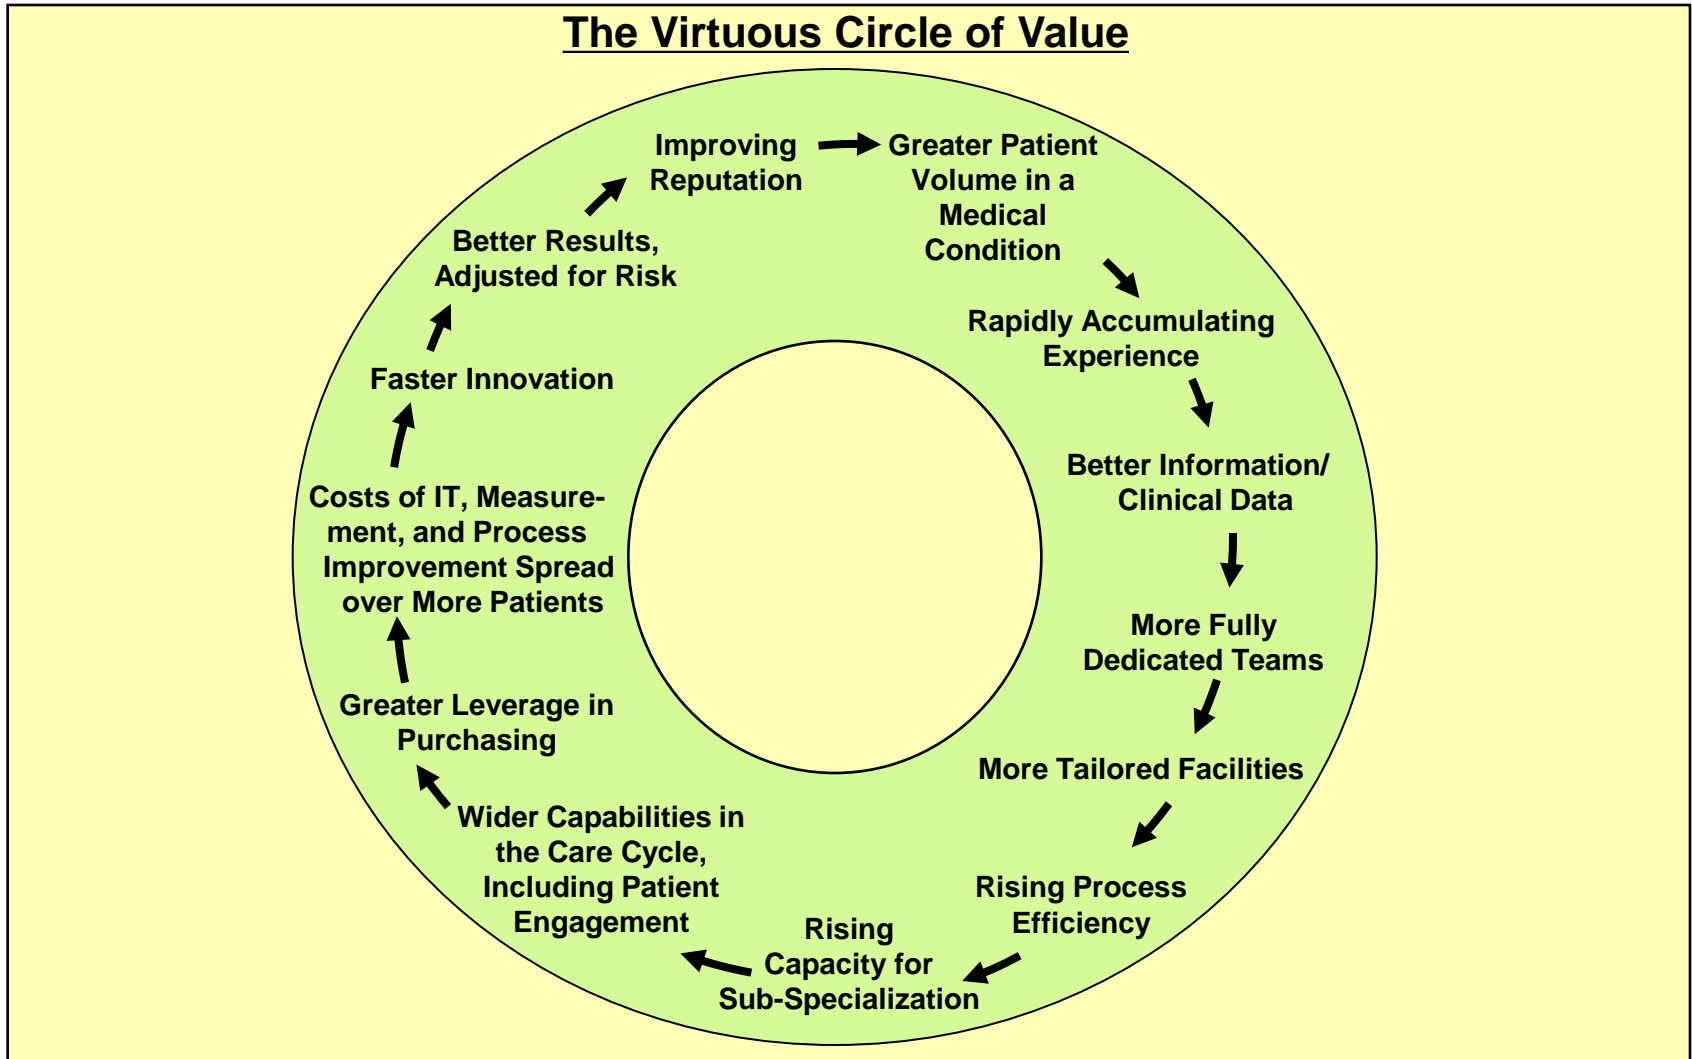 The Virtuous Circle of Value
Improving
Reputation
Greater Patient
Volume in a
Medical
Condition
Rapidly Accumulating
Experience
Better Information/
Clinical Data
More Fully
Dedicated Teams
More Tailored Facilities
Rising Process
Efficiency
Rising
Capacity for
Sub-Specialization
Wider Capabilities in
the Care Cycle,
Including Patient
Engagement
Greater Leverage in
Purchasing
Costs of IT, Measure-
ment, and Process
Improvement Spread
over More Patients
Faster Innovation
Better Results,
Adjusted for Risk